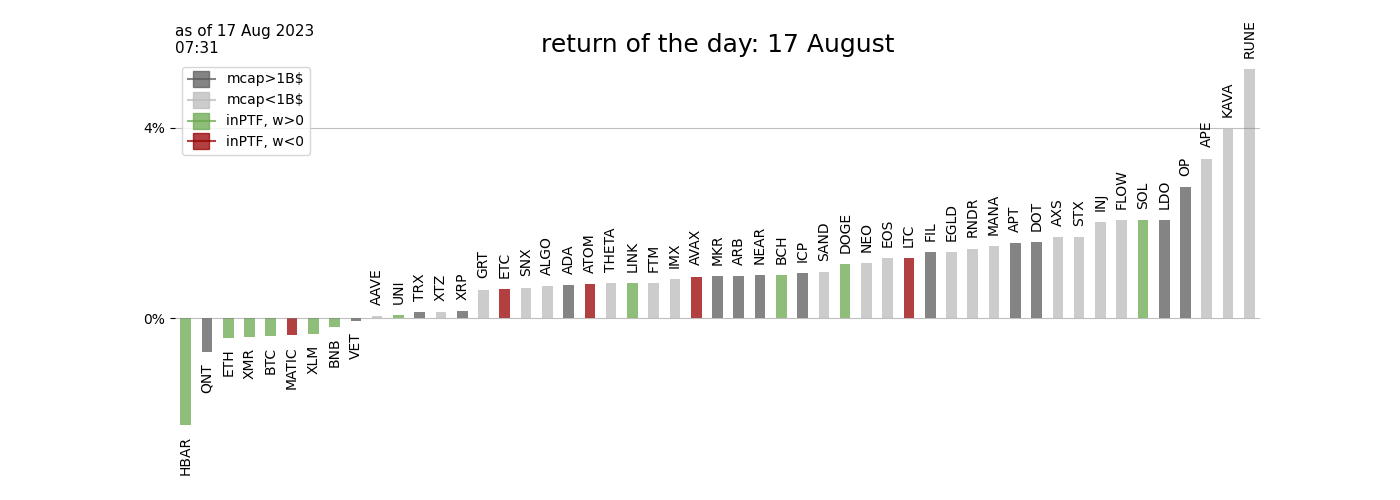 as of 17 Aug 2023
07:31
return of the day: 17 August
mcap>1B$
mcap<1B$
inPTF, w>0
inPTF, w<0
4%
0%
HBAR
QNT
ETH
XMR
BTC
MATIC
XLM
BNB
VET
AAVE
UNI
TRX
XTZ
XRP
GRT
ETC
SNX
ALGO
ADA
ATOM
THETA
LINK
FTM
IMX
AVAX
MKR
ARB
NEAR
BCH
ICP
SAND
DOGE
NEO
EOS
LTC
FIL
EGLD
RNDR
MANA
APT
DOT
AXS
STX
INJ
FLOW
SOL
LDO
OP
APE
KAVA
RUNE